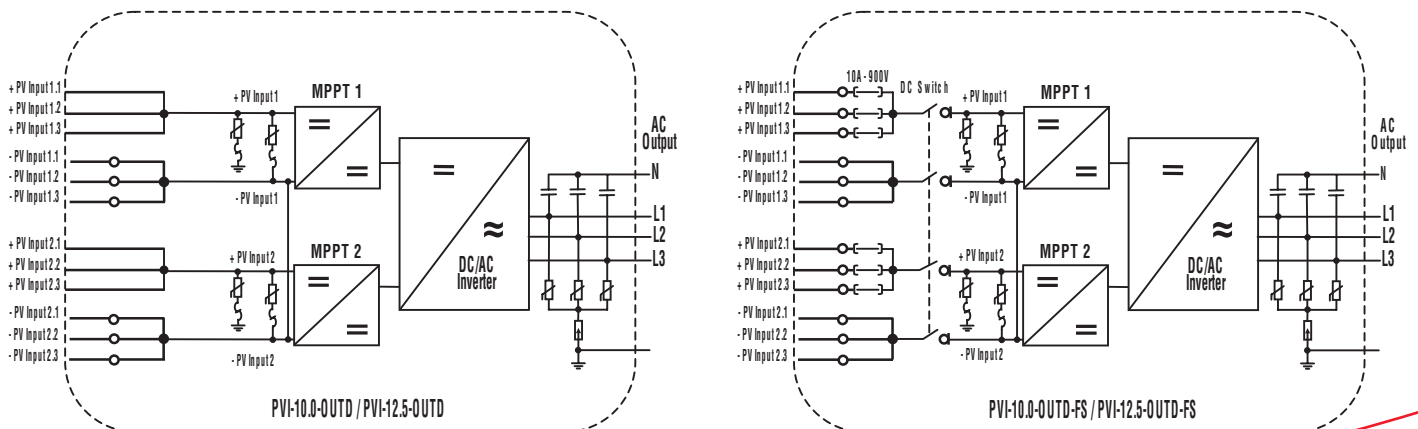 + PV Input 1.1
+ PV Input 1.2
+ PV Input 1.3
- PV Input 1.1
- PV Input 1.2
- PV Input 1.3
+ PV Input 2.1
+ PV Input 2.2
+ PV Input 2.3
- PV Input 2.1
- PV Input 2.2
- PV Input 2.3
+ PV Input 1
- PV Input 1
+ PV Input 2
- PV Input 2
MPPT 1
MPPT 2
DC/AC
Inverter
AC
Output
N
L1
L2
L3
PVI-10.0-OUTD / PVI-12.5-OUTD
+ PV Input 1.1
+ PV Input 1.2
+ PV Input 1.3
- PV Input 1.1
- PV Input 1.2
- PV Input 1.3
+ PV Input 2.1
+ PV Input 2.2
+ PV Input 2.3
- PV Input 2.1
- PV Input 2.2
- PV Input 2.3
10A - 900V
DC Switch
+ PV Input 1
- PV Input 1
+ PV Input 2
- PV Input 2
MPPT 1
MPPT 2
DC/AC
Inverter
AC
Output
N
L1
L2
L3
PVI-10.0-OUTD-FS / PVI-12.5-OUTD-FS